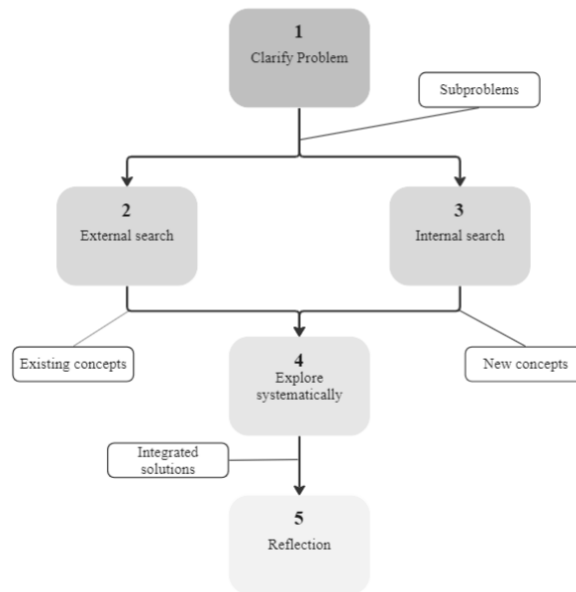 1
Clarify Problem
Subproblems
2
External search
3
Internal search
Existing concepts
4
Explore
systematically
New concepts
Integrated
solutions
5
Reflection